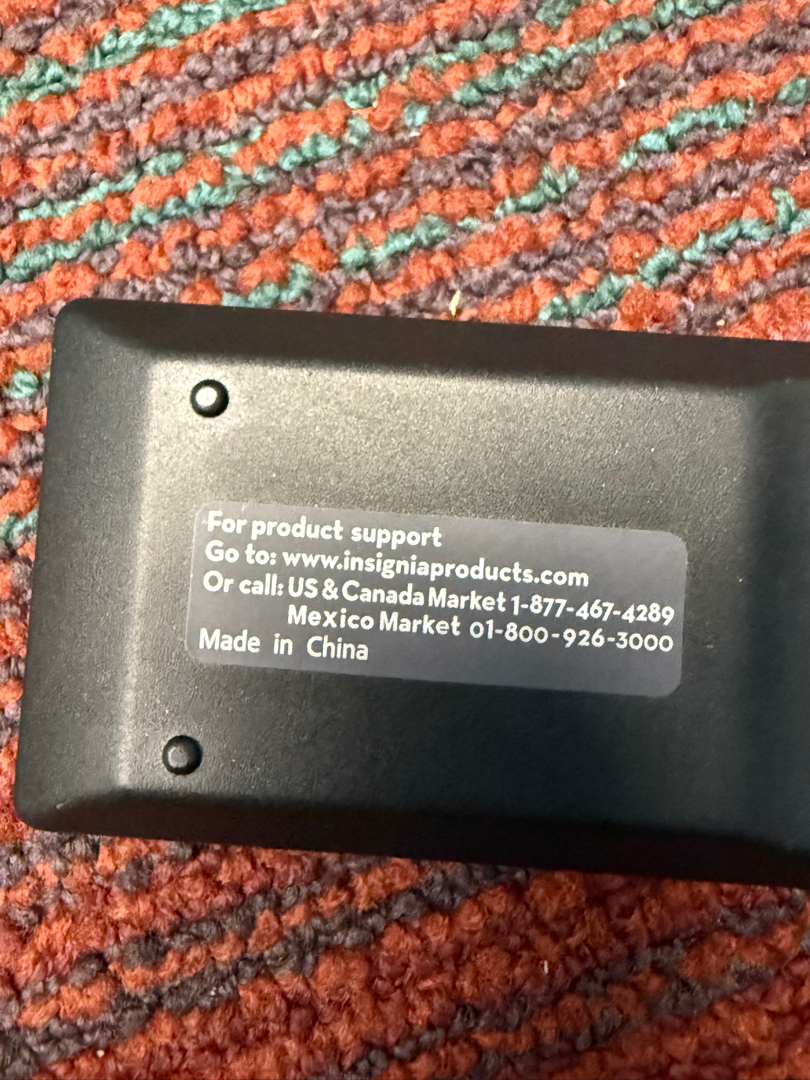 For product support
Go to: www.insigniaproducts.com
Or call: US & Canada Market 1-877-467-4289
Mexico Market 01-800-926-3000
Made in China